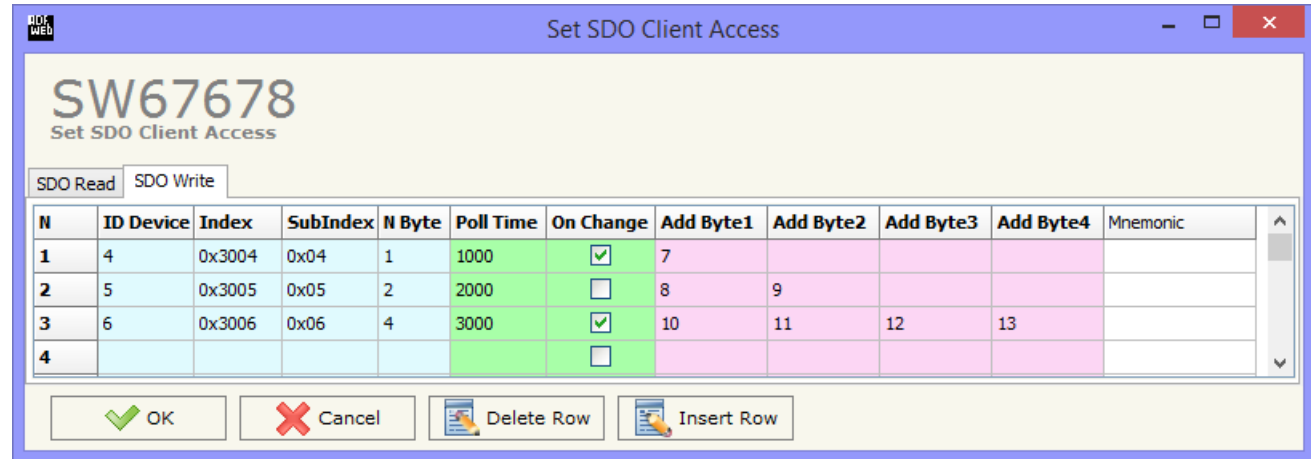 ADF WEB
Set SDO Client Access
SW67678
Set SDO Client Access
SDO Read SDO Write
N ID Device Index SubIndex N Byte Poll Time On Change Add Byte1 Add Byte2 Add Byte3 Add Byte4 Mnemonic
1 4 0x3004 0x04 1 1000 7
2 5 0x3005 0x05 2 2000 8 9
3 6 0x3006 0x06 4 3000 10 11 12 13
4
OK Cancel Delete Row Insert Row